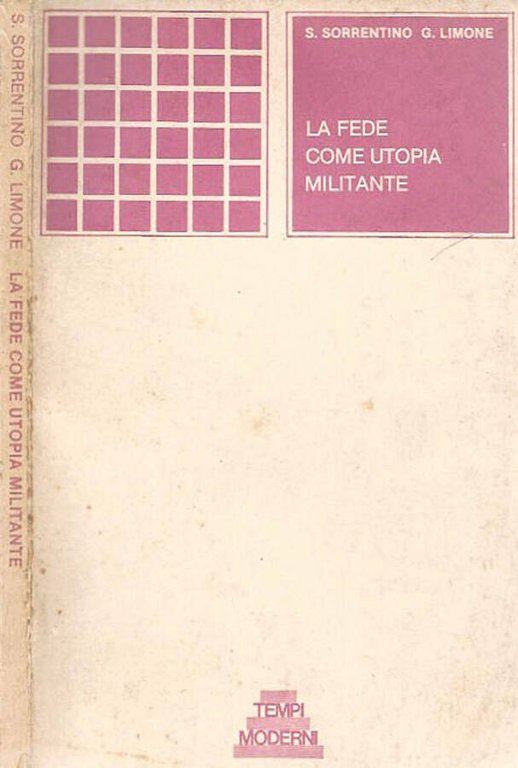 S. SORRENTINO G. LIMONE LA FEDE COME UTOPIA MILITANTE
S. SORRENTINO G. LIMONE
LA FEDE
COME UTOPIA
MILITANTE
TEMPI
MODERNI